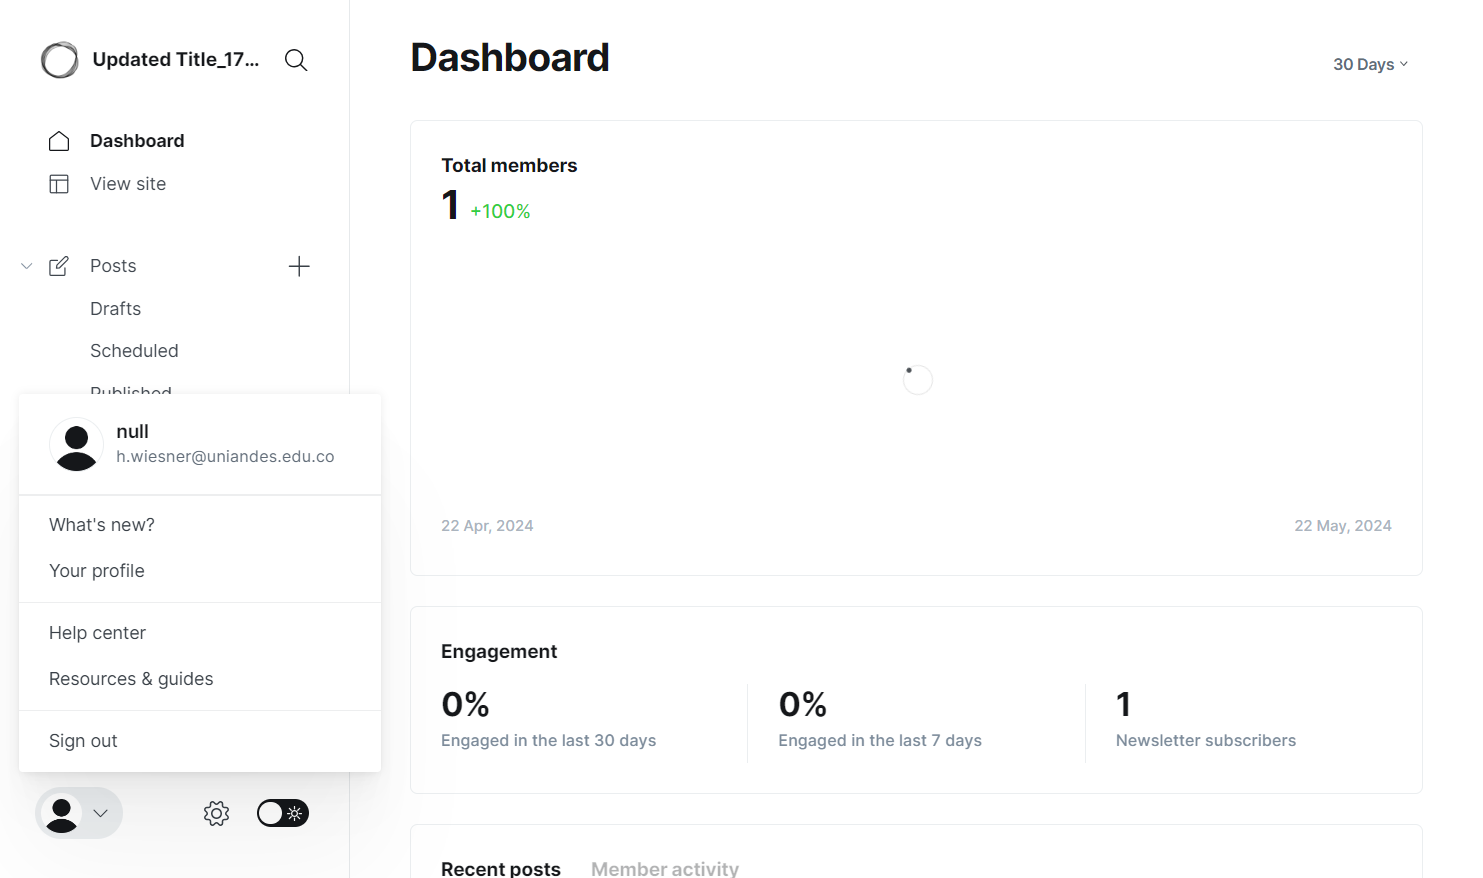 Updated Title_17...
Dashboard
View site
Posts
Drafts
Scheduled
Published
null
h.wiesner@uniandes.edu.co
What's new?
Your profile
Help center
Resources & guides
Sign out
Dashboard
30 Days
Total members
1 +100%
22 Apr, 2024
22 May, 2024
Engagement
0%
Engaged in the last 30 days
0%
Engaged in the last 7 days
1
Newsletter subscribers
Recent posts
Member activity